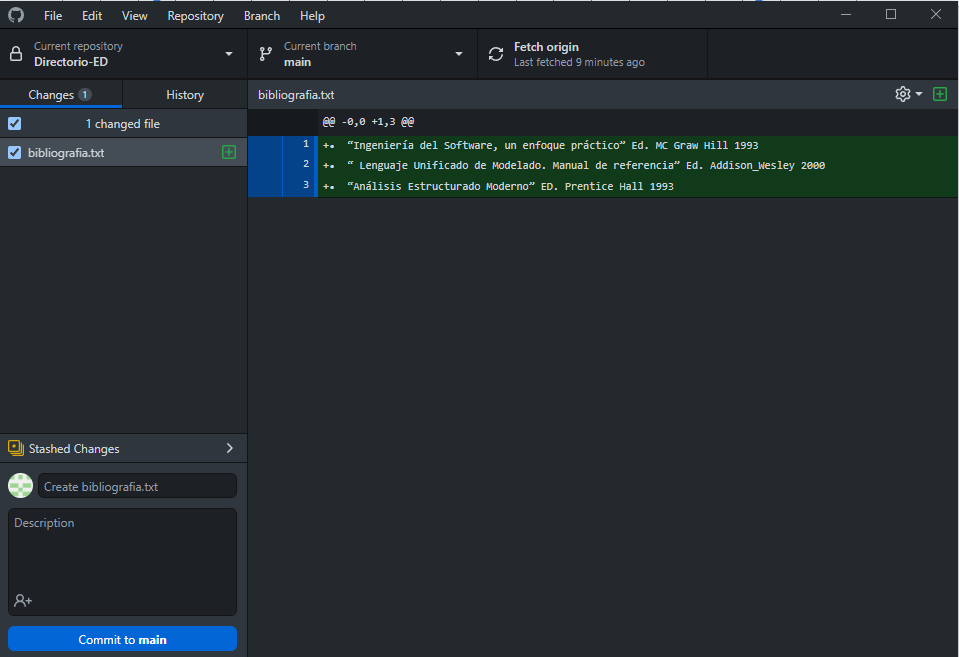 File Edit View Repository Branch Help
Current repository
Directorio-ED
Current branch
main
Fetch origin
Last fetched 9 minutes ago
Changes 1
History
bibliografia.txt
1 changed file
@@ -0,0 +1,3 @@
bibliografia.txt
1 +• “Ingeniería del Software, un enfoque práctico” Ed. MC Graw Hill 1993
2 +• “ Lenguaje Unificado de Modelado. Manual de referencia” Ed. Addison_Wesley 2000
3 +• “Análisis Estructurado Moderno” ED. Prentice Hall 1993
Stashed Changes
Create bibliografia.txt
Description
Commit to main